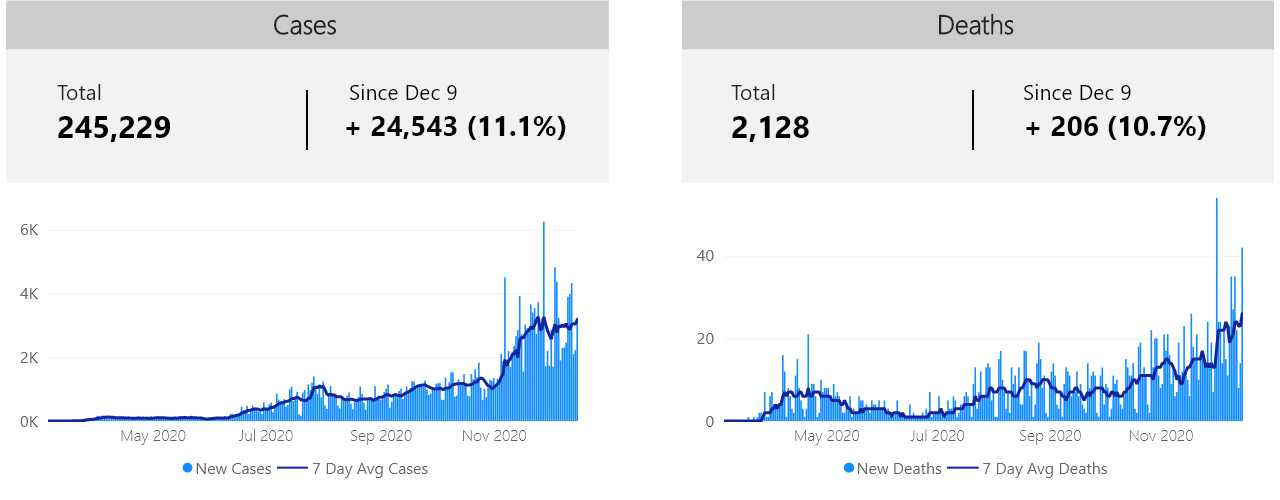 Cases
Total
245,229
Since Dec 9
+ 24,543 (11.1%)
6K
4K
2K
0K
May 2020 Jul 2020 Sep 2020 Nov 2020
New Cases 7 Day Avg Cases
Deaths
Total
2,128
Since Dec 9
+ 206 (10.7%)
40
20
0
May 2020 Jul 2020 Sep 2020 Nov 2020
New Deaths 7 Day Avg Deaths